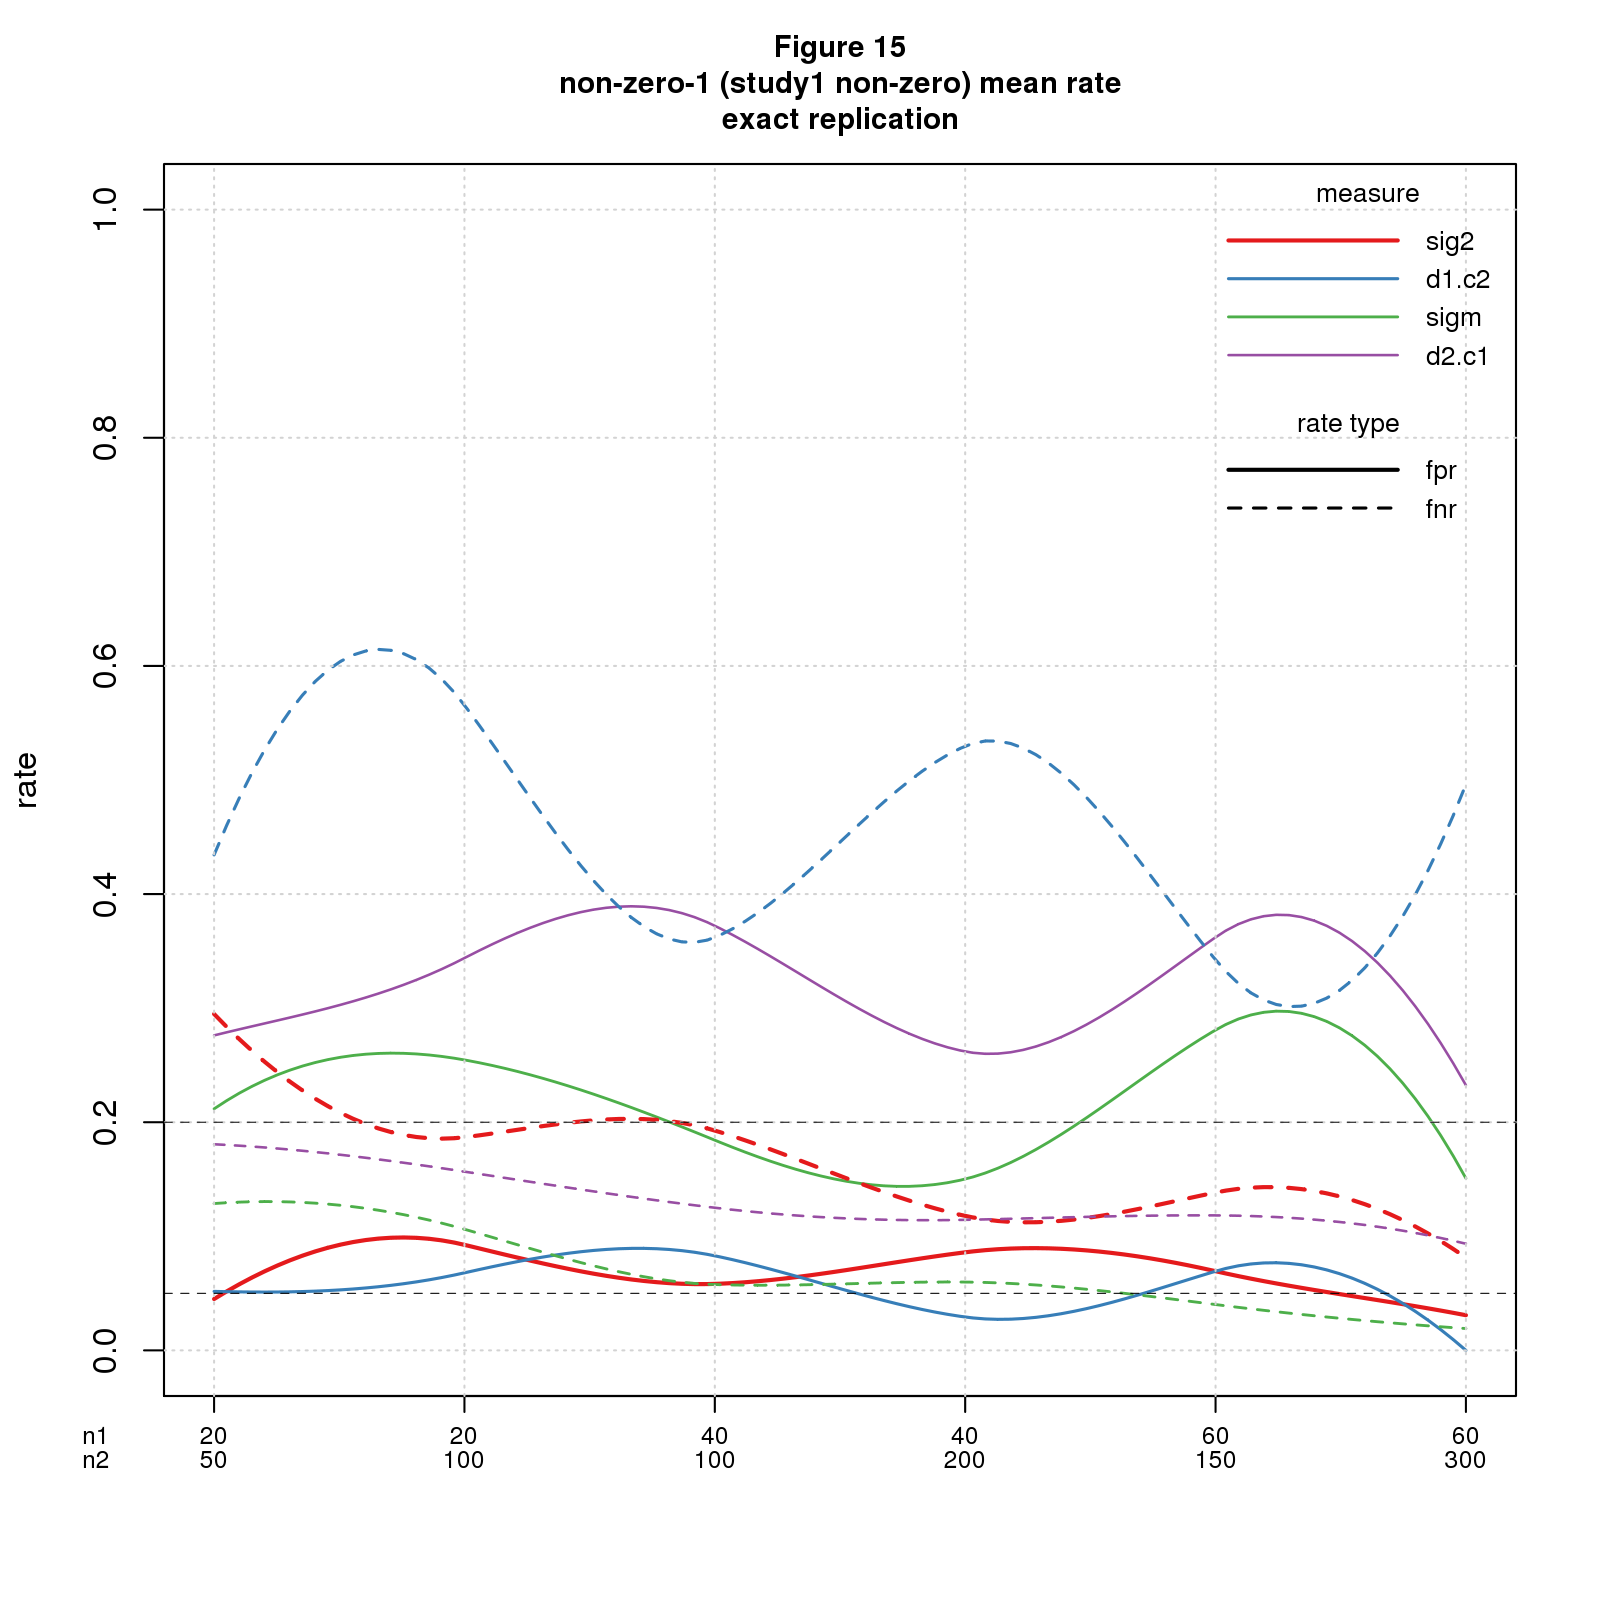 Figure 15
non-zero-1 (study1 non-zero) mean rate
exact replication
measure
sig2
d1.c2
sigm
d2.c1
rate type
fpr
fnr
rate
1.0
0.8
0.6
0.4
0.2
0.0
n1 20 20 40 40 60 60
n2 50 100 100 200 150 300